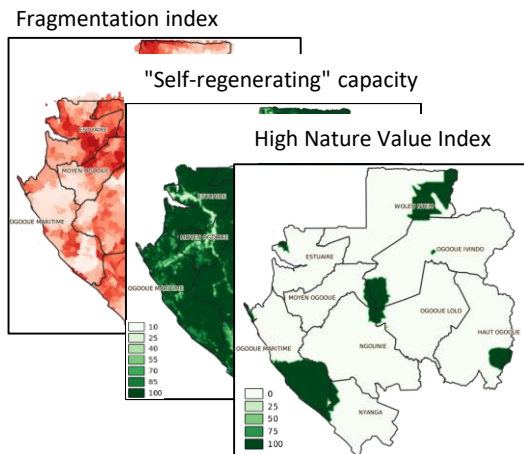 Fragmentation index
ESTUAIRE
MOYEN OGOOUE
OGOOUE MARITIME
"Self-regenerating" capacity
ESTUAIRE
MOYEN OGOOUE
OGOOUE MARITIME
10
25
40
55
70
85
100
High Nature Value Index
WOLEU NTEM
OGOOUE IVINDO
ESTUAIRE
MOYEN OGOOUE
OGOOUE LOLO
HAUT OGOOUE
OGOOUE MARITIME
NGOUNIE
NYANGA
0
25
50
75
100